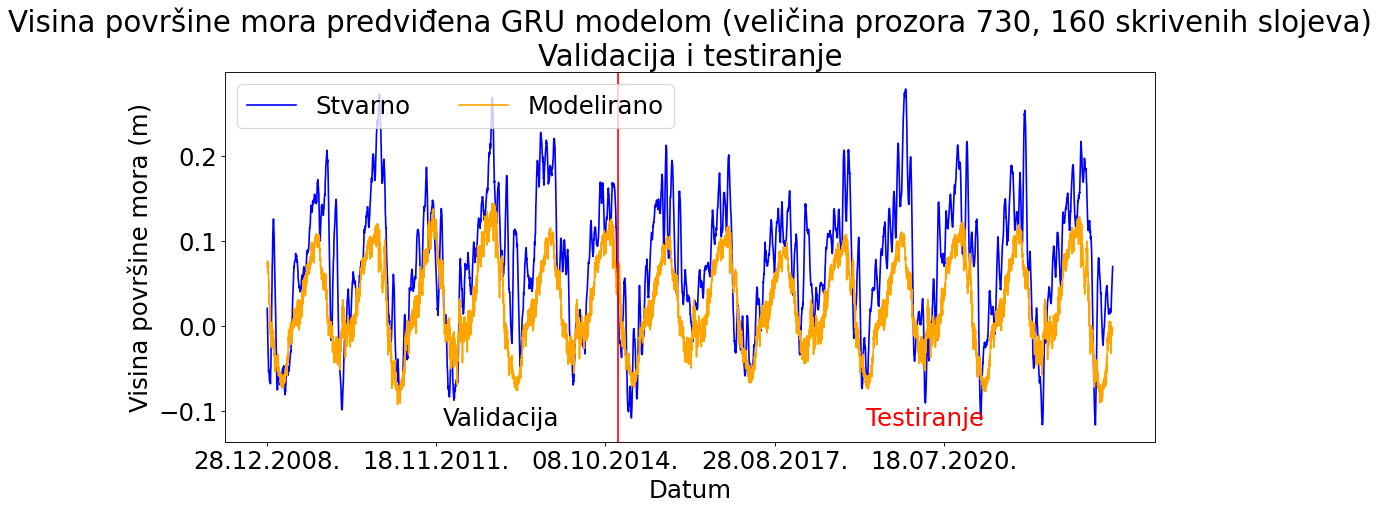 Visina površine mora predviđena GRU modelom (veličina prozora 730, 160 skrivenih slojeva)
Validacija i testiranje
Stvarno
Modelirano
Visina površine mora (m)
0.2
0.1
0.0
−0.1
Validacija
Testiranje
28.12.2008.
18.11.2011.
08.10.2014.
28.08.2017.
18.07.2020.
Datum